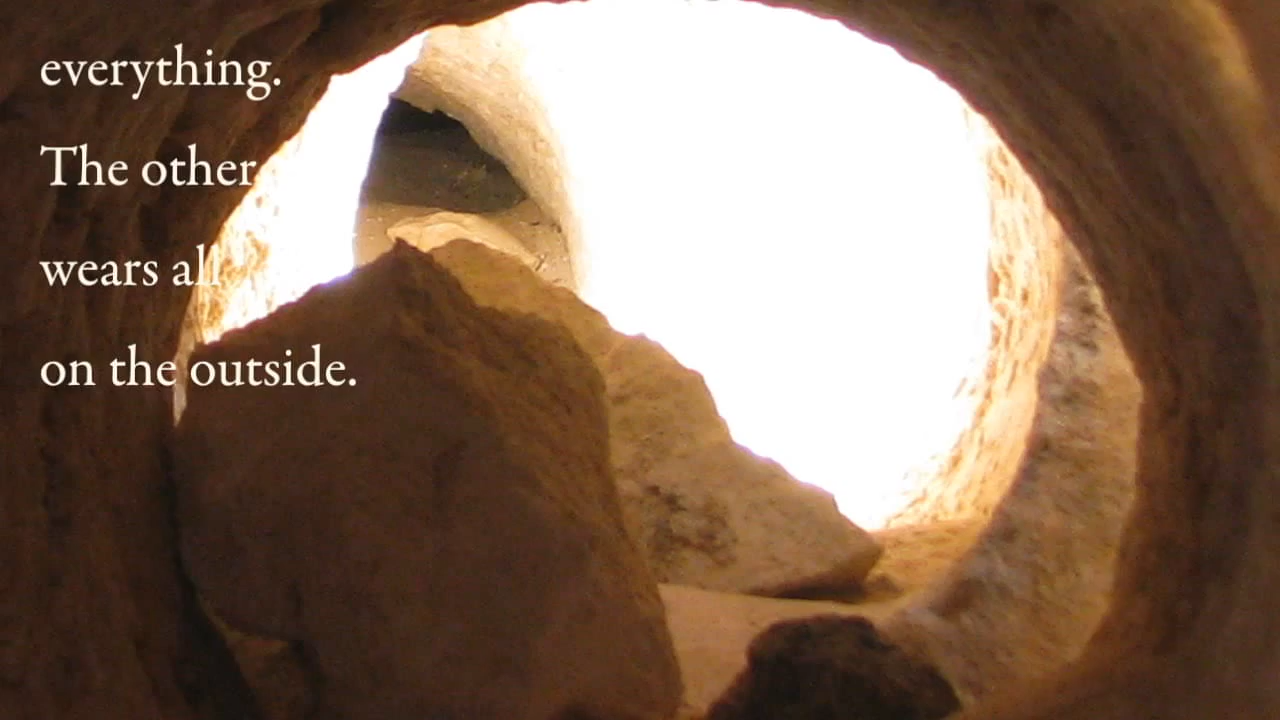 everything.
The other
wears all
on the outside.